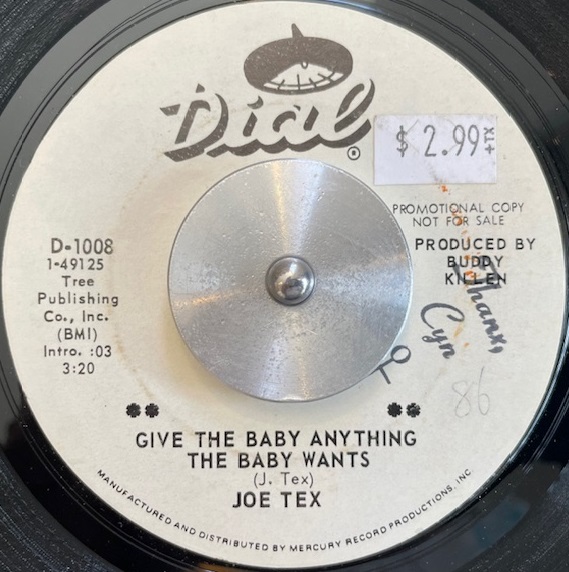 Dial
®
$ 2.99 +TX
PROMOTIONAL COPY
NOT FOR SALE
D-1008
1-49125
Tree
Publishing
Co., Inc.
(BMI)
Intro. :03
3:20
PRODUCED BY
BUDDY
KILLEN
Thanx,
Cyn
86
GIVE THE BABY ANYTHING
THE BABY WANTS
(J. Tex)
JOE TEX
MANUFACTURED AND DISTRIBUTED BY MERCURY RECORD PRODUCTIONS, INC.